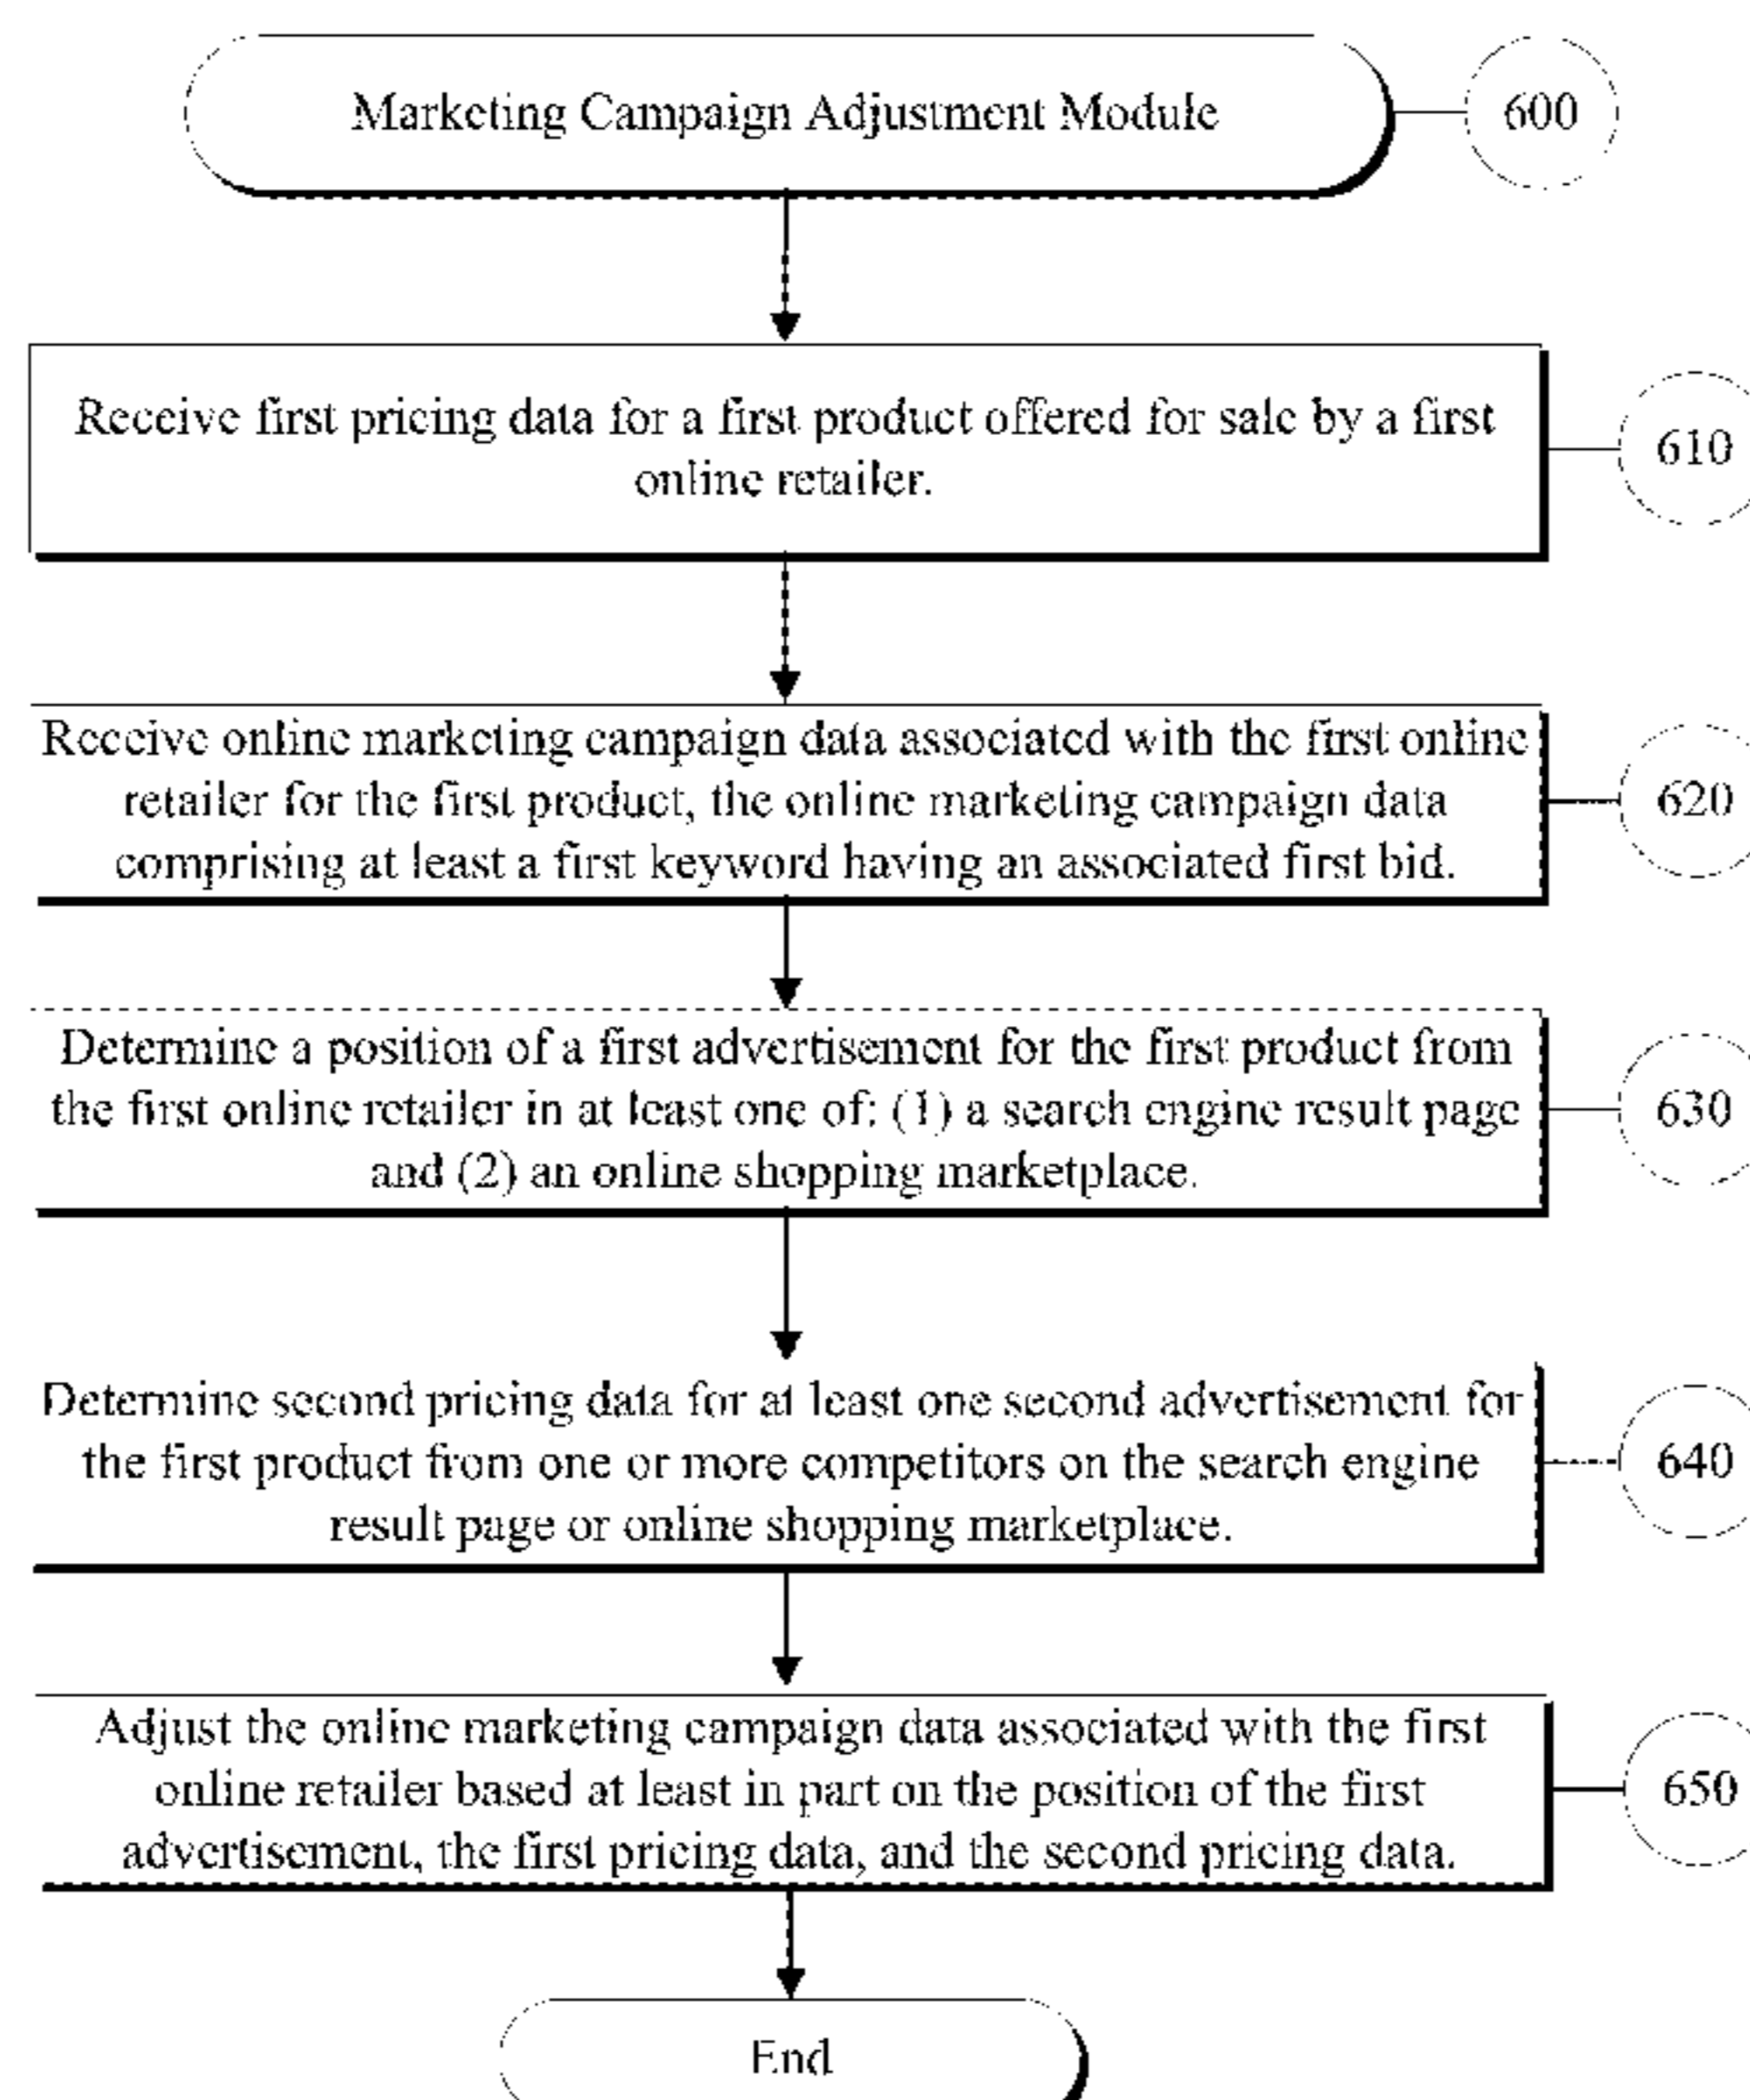 Marketing Campaign Adjustment Module
600
Receive first pricing data for a first product offered for sale by a first
online retailer.
610
Receive online marketing campaign data associated with the first online
retailer for the first product, the online marketing campaign data
comprising at least a first keyword having an associated first bid.
620
Determine a position of a first advertisement for the first product from
the first online retailer in at least one of: (1) a search engine result page
and (2) an online shopping marketplace.
630
Determine second pricing data for at least one second advertisement for
the first product from one or more competitors on the search engine
result page or online shopping marketplace.
640
Adjust the online marketing campaign data associated with the first
online retailer based at least in part on the position of the first
advertisement, the first pricing data, and the second pricing data.
650
End